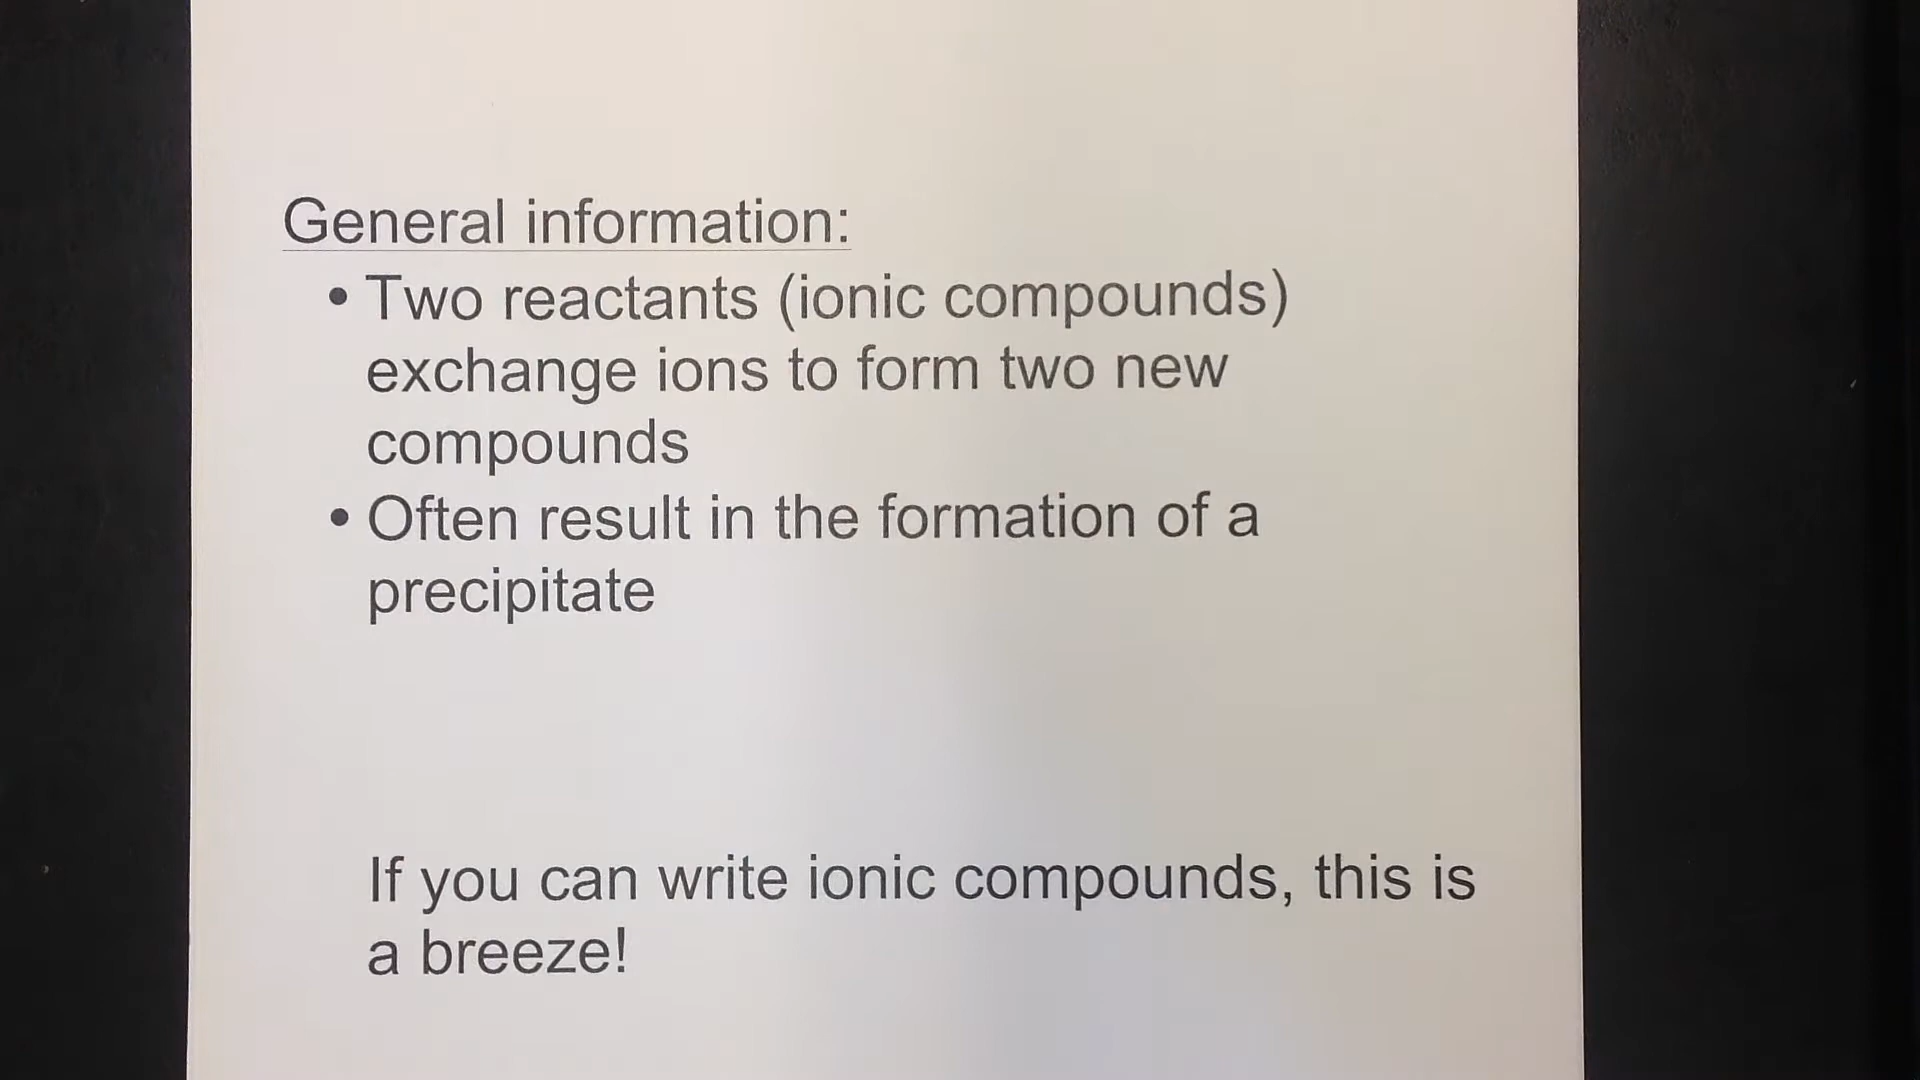 General information:
• Two reactants (ionic compounds)
exchange ions to form two new
compounds
• Often result in the formation of a
precipitate
If you can write ionic compounds, this is
a breeze!